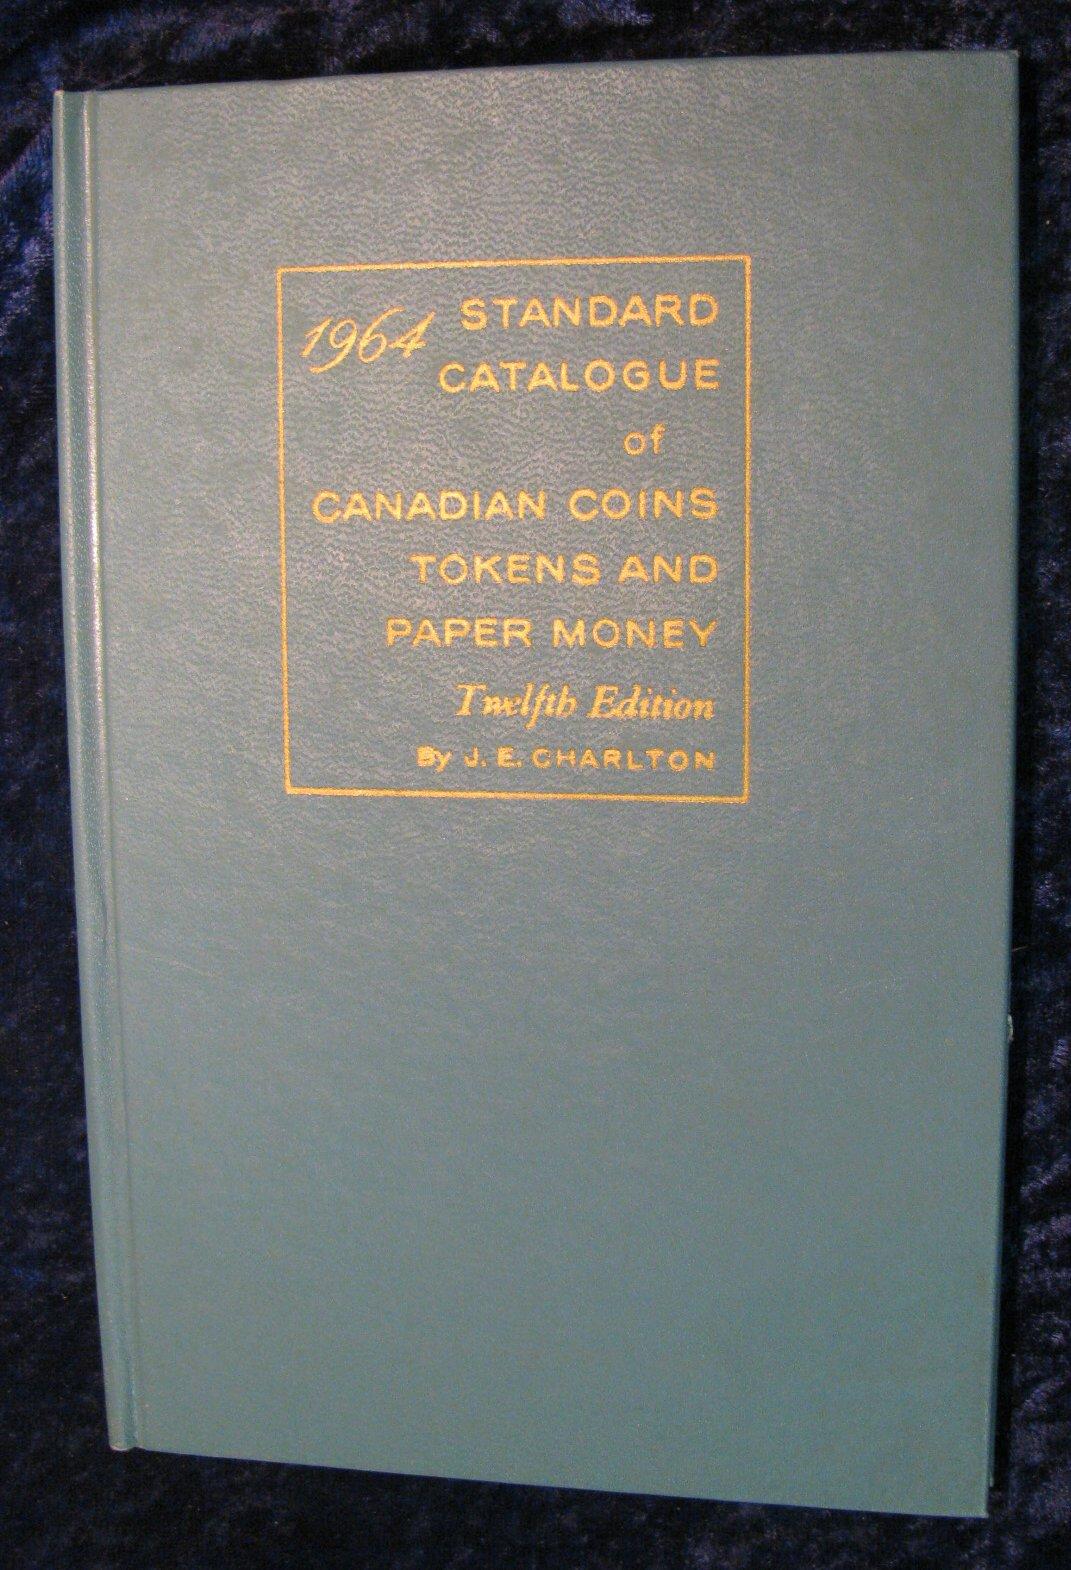 1964 STANDARD
CATALOGUE
of
CANADIAN COINS
TOKENS AND
PAPER MONEY
Twelfth Edition
By J. E. CHARLTON